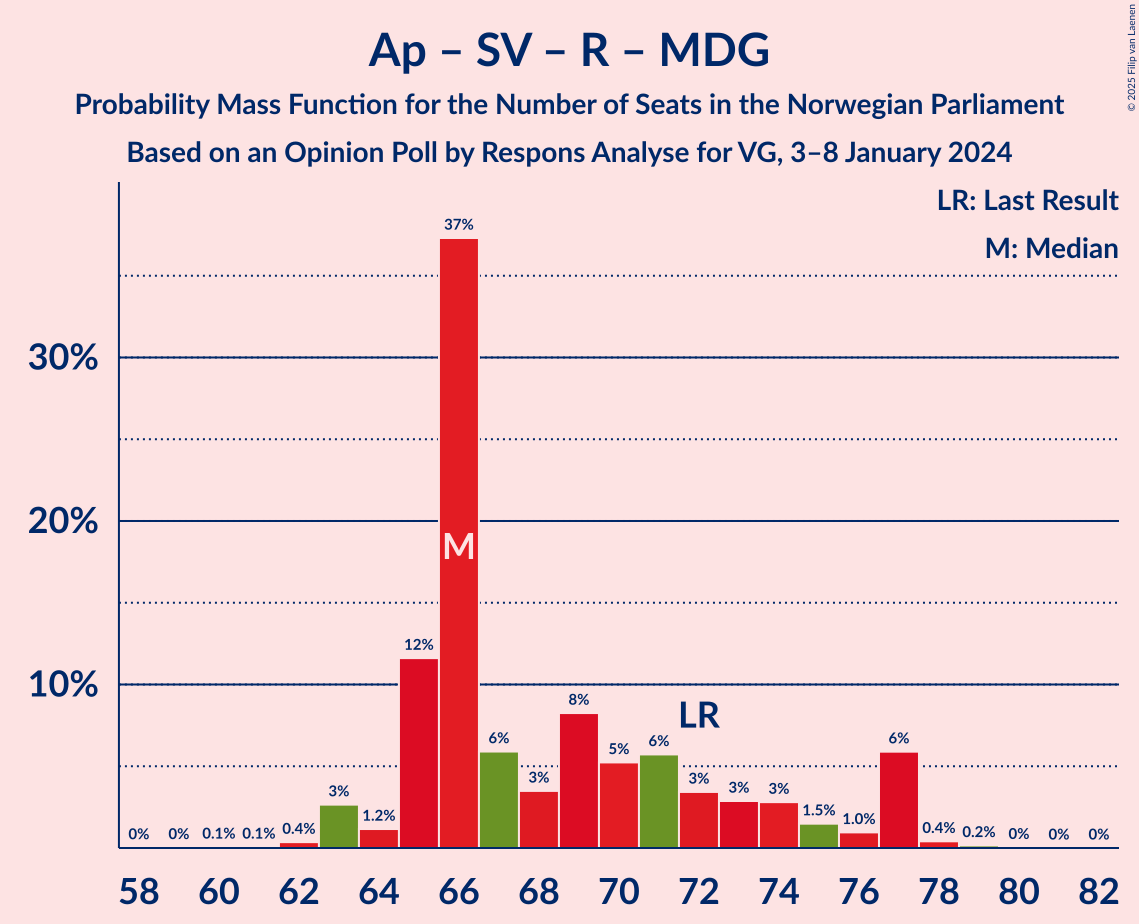 Ap – SV – R – MDG
Probability Mass Function for the Number of Seats in the Norwegian Parliament
Based on an Opinion Poll by Respons Analyse for VG, 3–8 January 2024
© 2025 Filip van Laenen
LR: Last Result
M: Median
30%
20%
10%
0% 0% 0.1% 0.1% 0.4% 3% 1.2% 12% 37% 6% 3% 8% 5% 6% 3% 3% 3% 1.5% 1.0% 6% 0.4% 0.2% 0% 0% 0%
M
LR
58 60 62 64 66 68 70 72 74 76 78 80 82